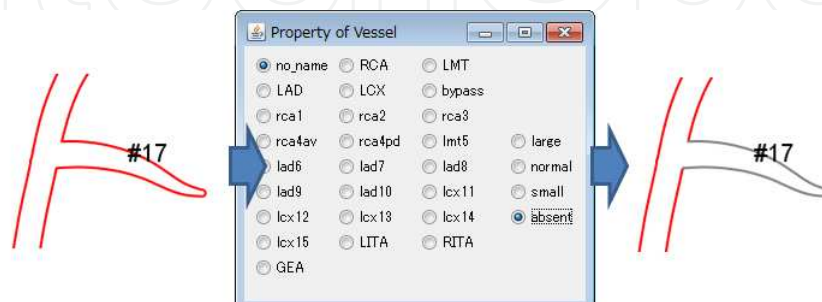 Property of Vessel
no_name RCA LMT
LAD LCX bypass
rca1 rca2 rca3
rca4av rca4pd lmt5 large
lad6 lad7 lad8 normal
lad9 lad10 lcx11 small
lcx12 lcx13 lcx14 absent
lcx15 LITA RITA
GEA
#17
#17